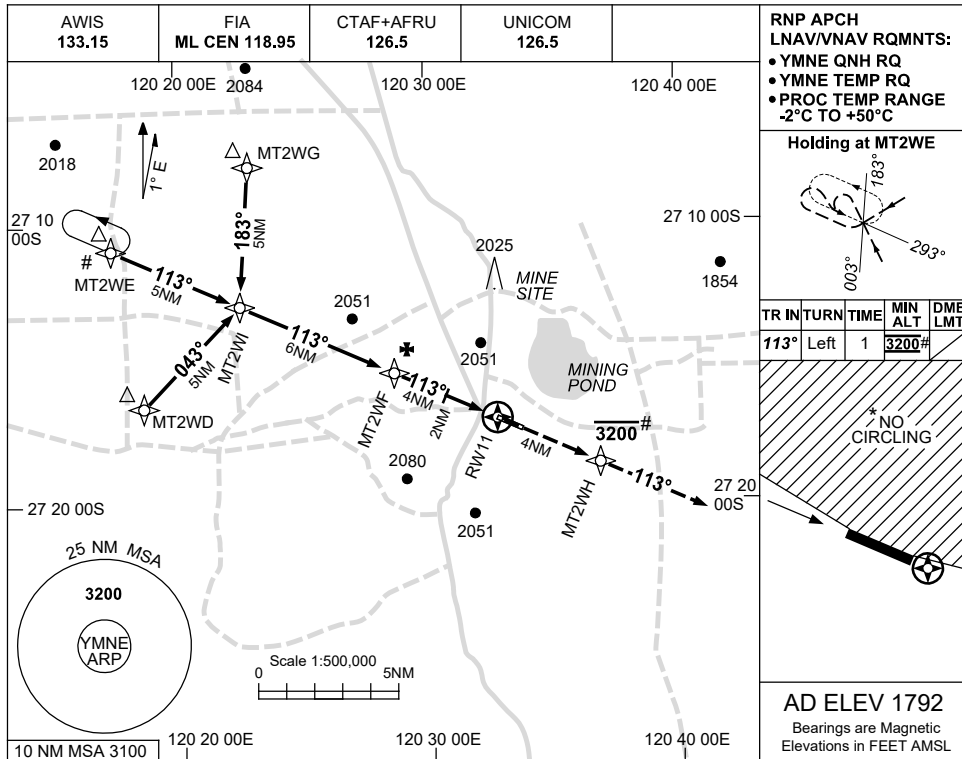 AWIS
133.15
FIA
ML CEN 118.95
CTAF+AFRU
126.5
UNICOM
126.5
RNP APCH
LNAV/VNAV RQMNTS:
• YMNE QNH RQ
• YMNE TEMP RQ
• PROC TEMP RANGE
-2°C TO +50°C
120 20 00E
120 30 00E
120 40 00E
2084
2018
1° E
MT2WG
Holding at MT2WE
183°
293°
003°
27 10
00S
27 10 00S
183°
5NM
#
MT2WE
113°
5NM
2025
MINE
SITE
1854
2051
MT2WI
113°
6NM
2051
MINING
POND
043°
5NM
MT2WD
MT2WF
113°
4NM
2NM
RW11
4NM
3200#
MT2WH
113°
2080
2051
27 20
00S
27 20 00S
TR IN
TURN
TIME
MIN
ALT
DME
LMT
113°
Left
1
3200#
* NO
CIRCLING
25 NM MSA
3200
YMNE
ARP
Scale 1:500,000
0
5NM
AD ELEV 1792
Bearings are Magnetic
Elevations in FEET AMSL
10 NM MSA 3100
120 20 00E
120 30 00E
120 40 00E